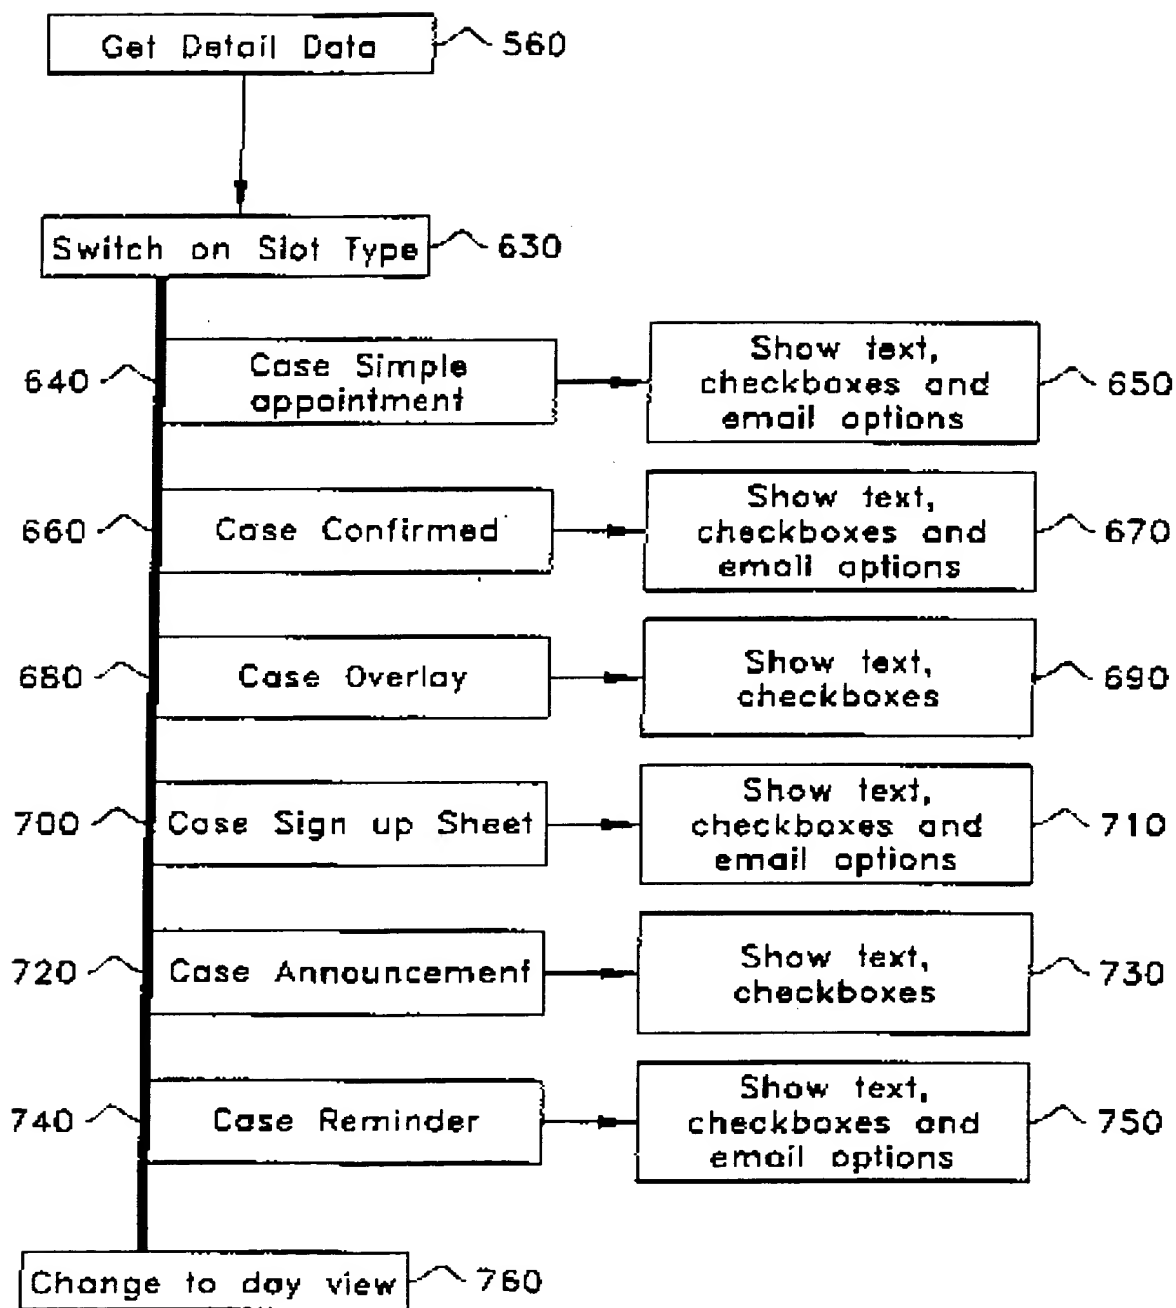 Get Detail Data
560
Switch on Slot Type
630
640
Case Simple
appointment
Show text,
checkboxes and
email options
650
660
Case Confirmed
Show text,
checkboxes and
email options
670
680
Case Overlay
Show text,
checkboxes
690
700
Case Sign up Sheet
Show text,
checkboxes and
email options
710
720
Case Announcement
Show text,
checkboxes
730
740
Case Reminder
Show text,
checkboxes and
email options
750
Change to day view
760